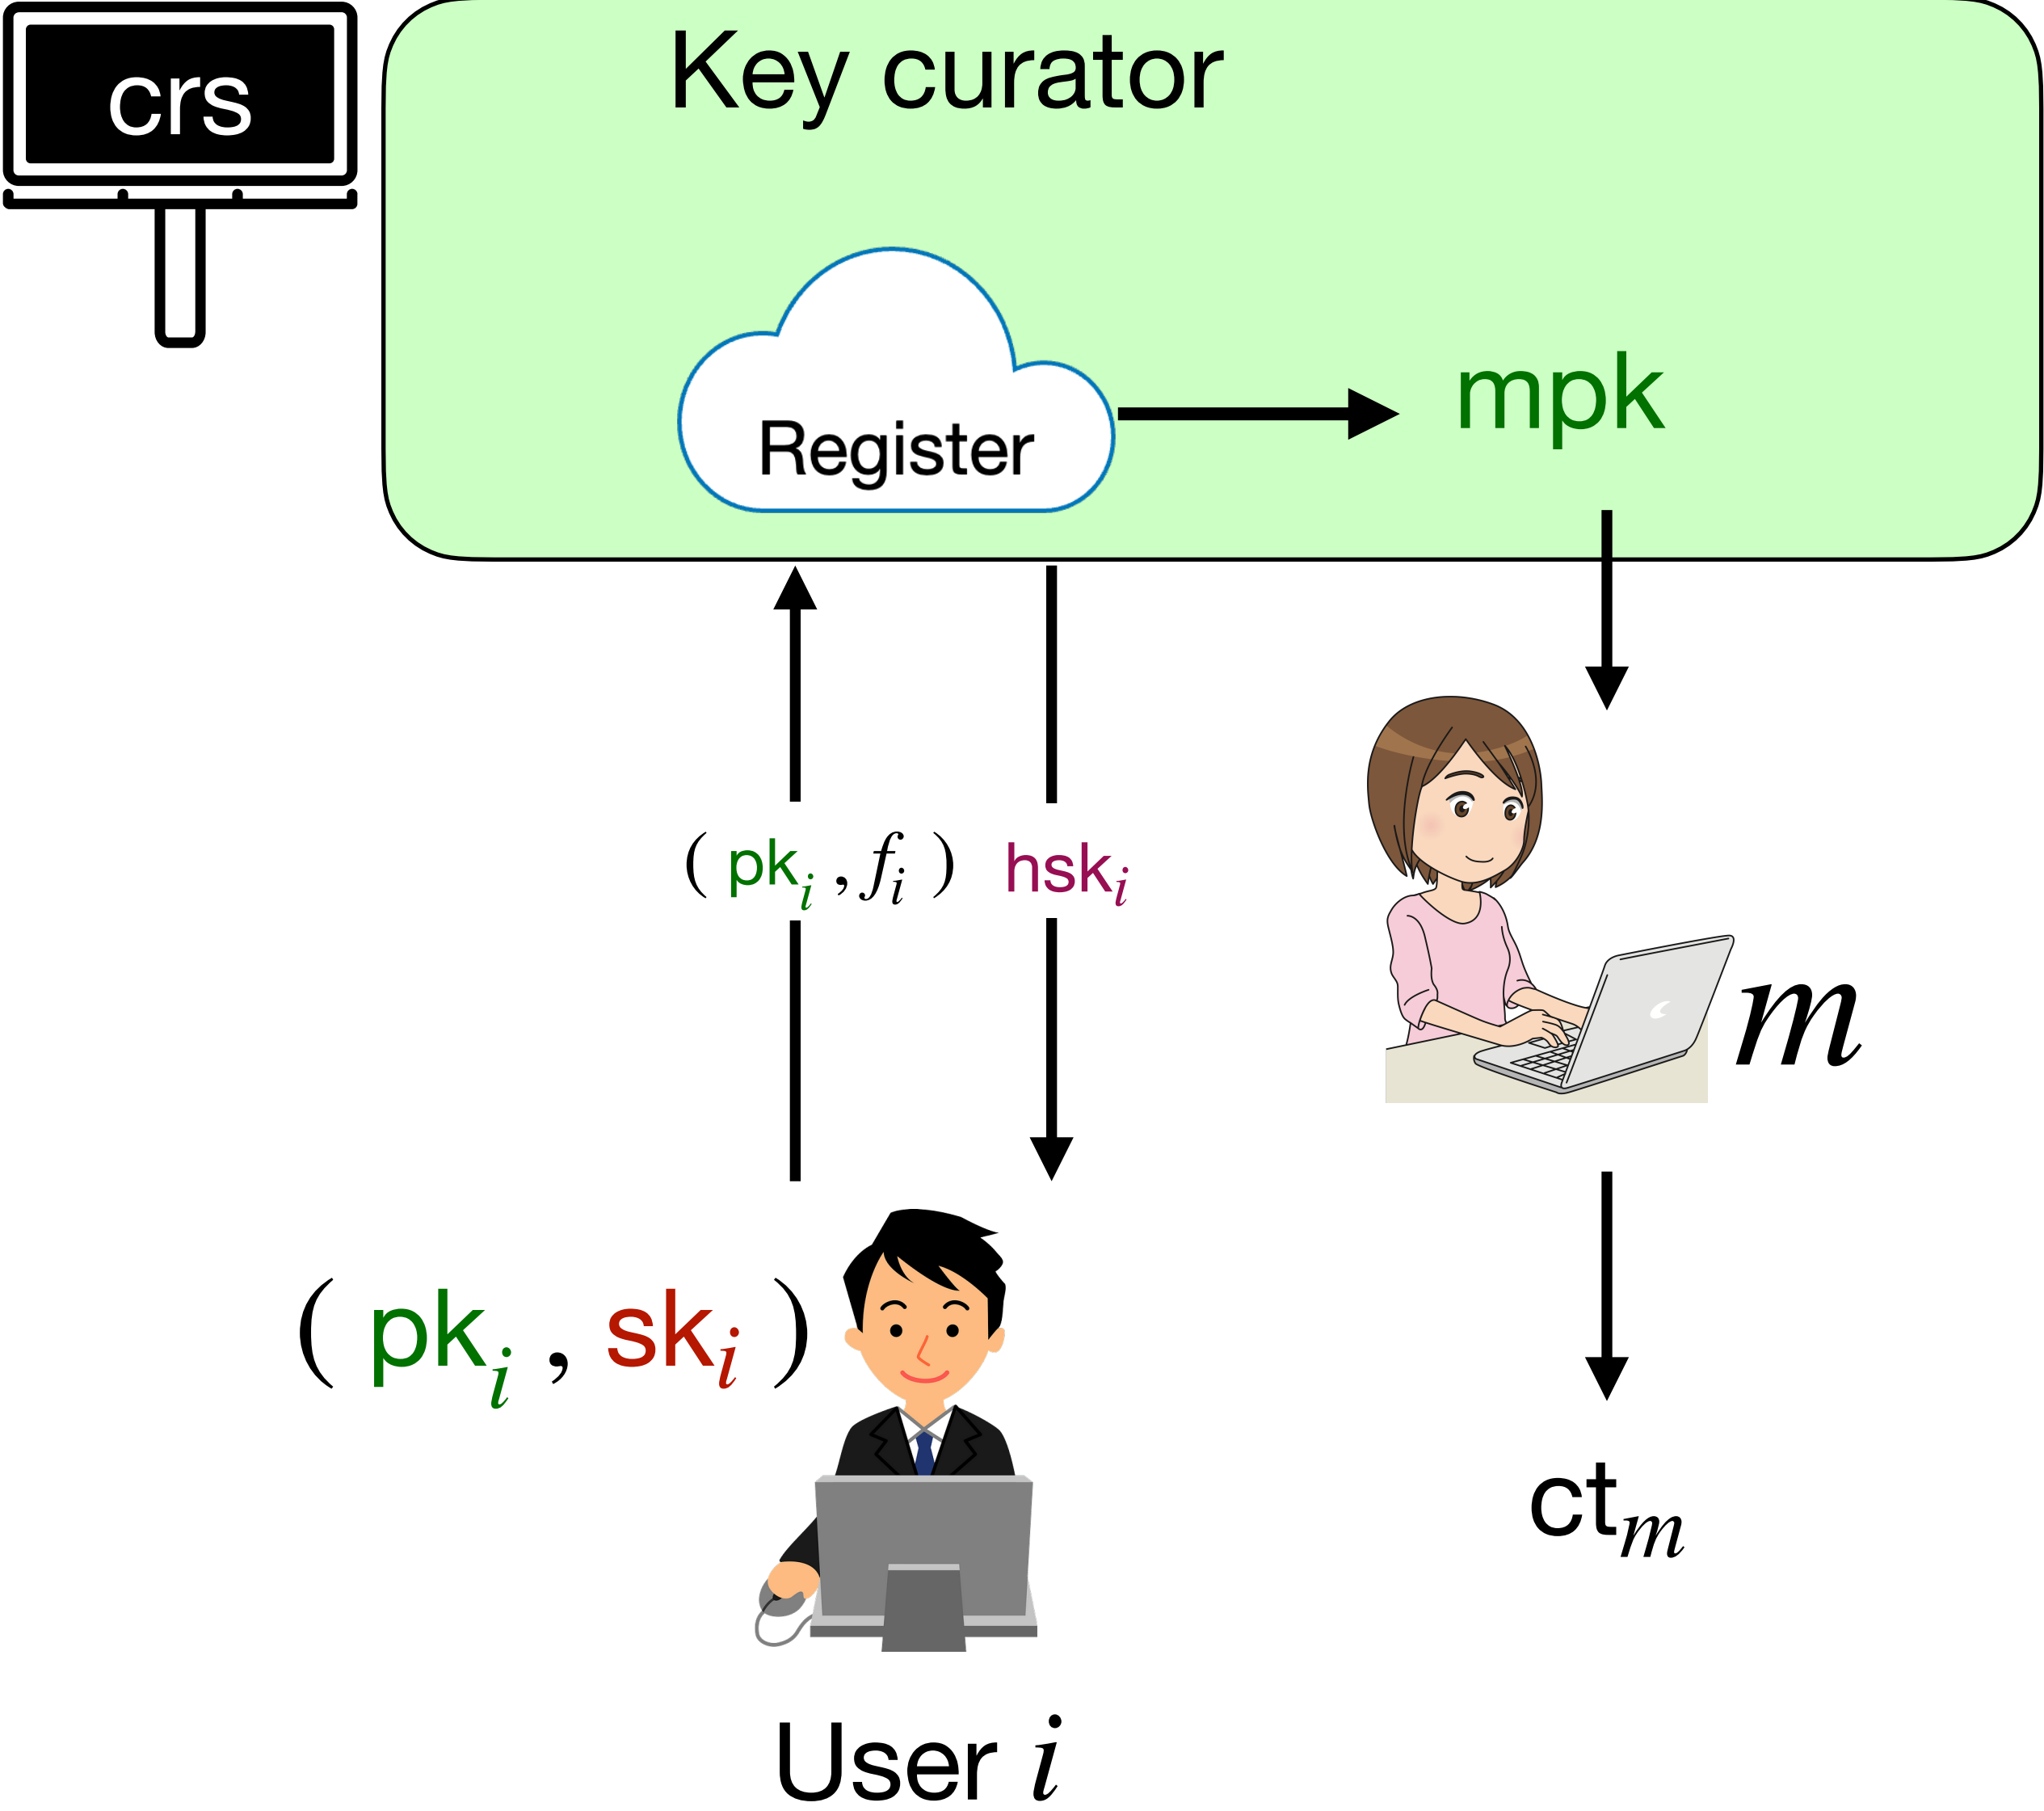 crs
Key curator
Register
mpk
( pk_i , f_i )
hsk_i
m
( pk_i , sk_i )
ct_m
User i